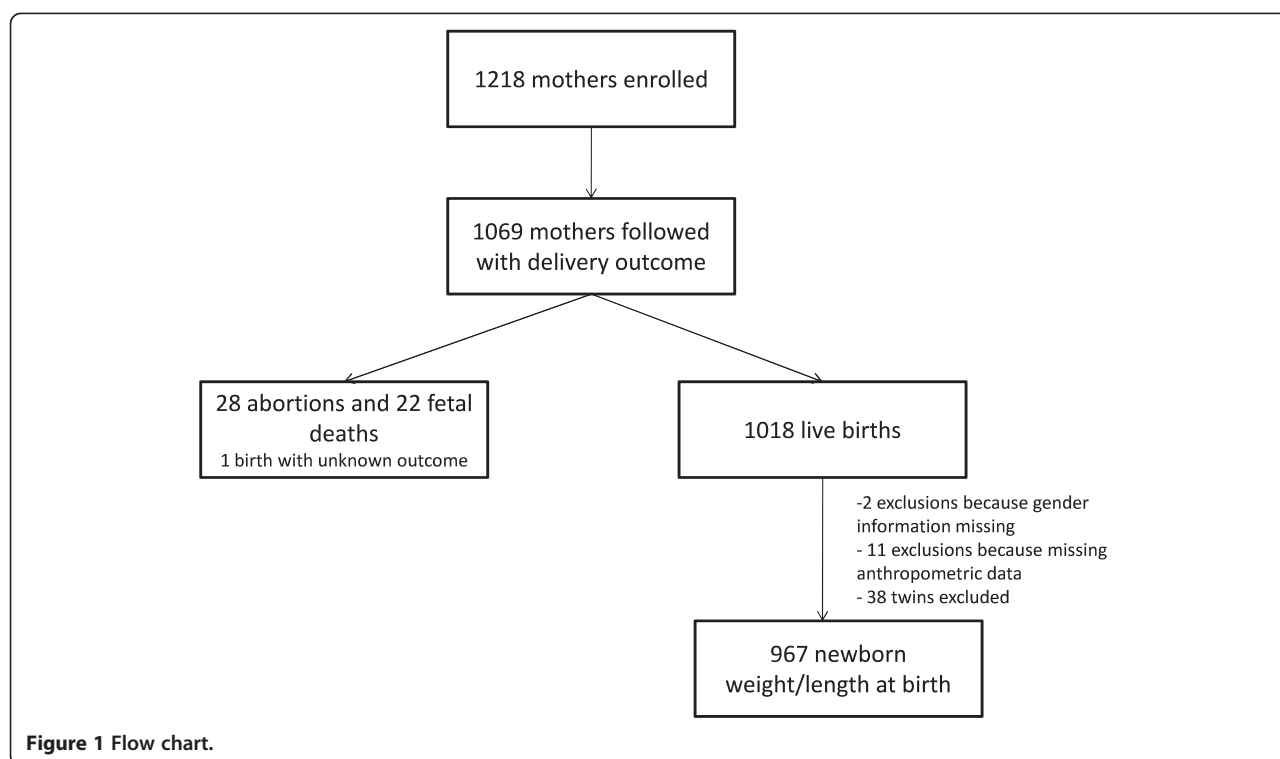 1218 mothers enrolled
1069 mothers followed
with delivery outcome
28 abortions and 22 fetal
deaths
1 birth with unknown outcome
1018 live births
-2 exclusions because gender
information missing
- 11 exclusions because missing
anthropometric data
- 38 twins excluded
967 newborn
weight/length at birth
Figure 1 Flow chart.